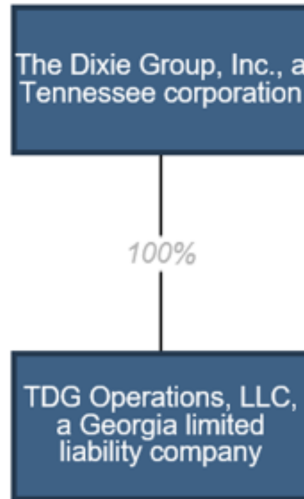 The Dixie Group, Inc., a
Tennessee corporation
100%
TDG Operations, LLC,
a Georgia limited
liability company